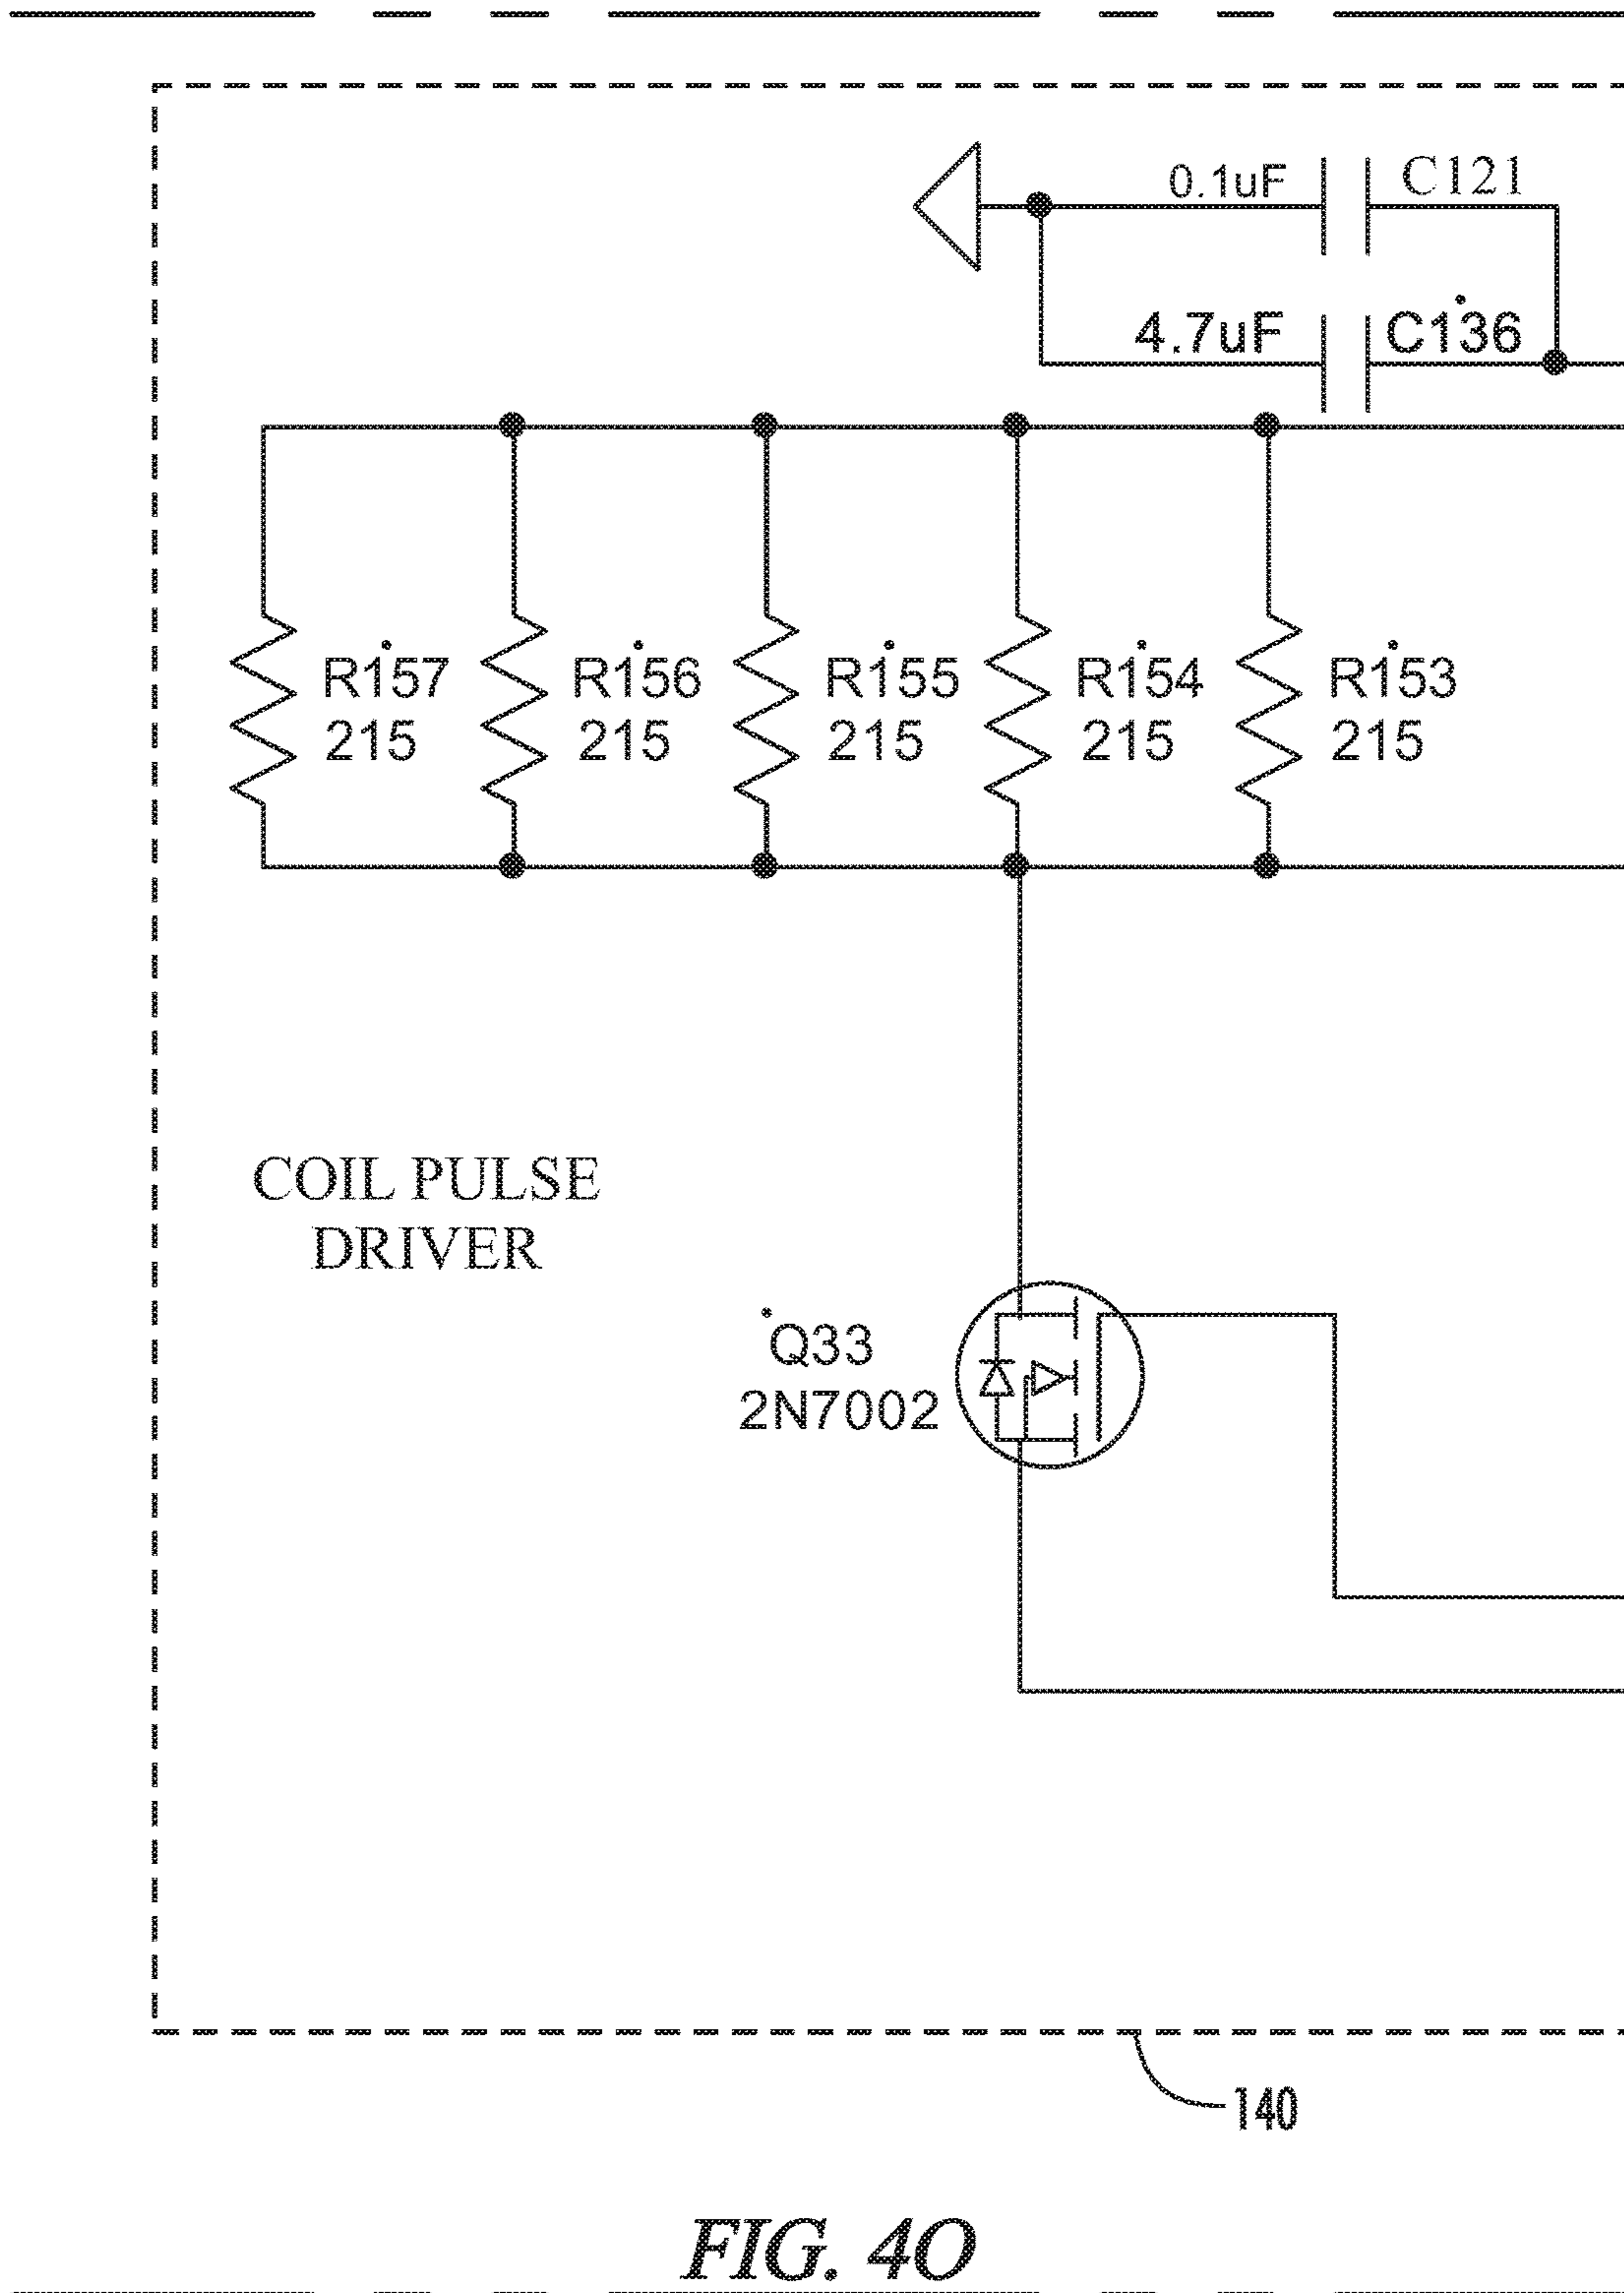 0.1uF C121
4.7uF C136
R157 R156 R155 R154 R153
215 215 215 215 215
COIL PULSE
DRIVER
Q33
2N7002
140
FIG. 4O